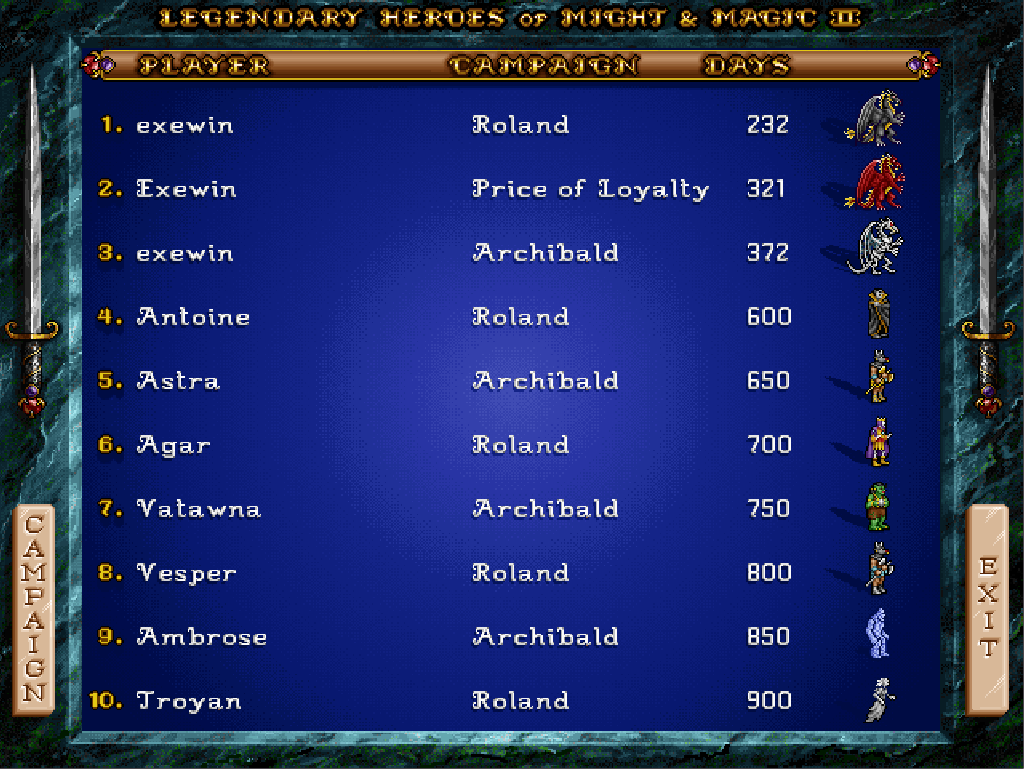 LEGENDARY HEROES OF MIGHT & MAGIC II
PLAYER CAMPAIGN DAYS
1. exewin Roland 232
2. Exewin Price of Loyalty 321
3. exewin Archibald 372
4. Antoine Roland 600
5. Astra Archibald 650
6. Agar Roland 700
7. Vatawna Archibald 750
8. Vesper Roland 800
9. Ambrose Archibald 850
10. Troyan Roland 900
CAMPAIGN
EXIT